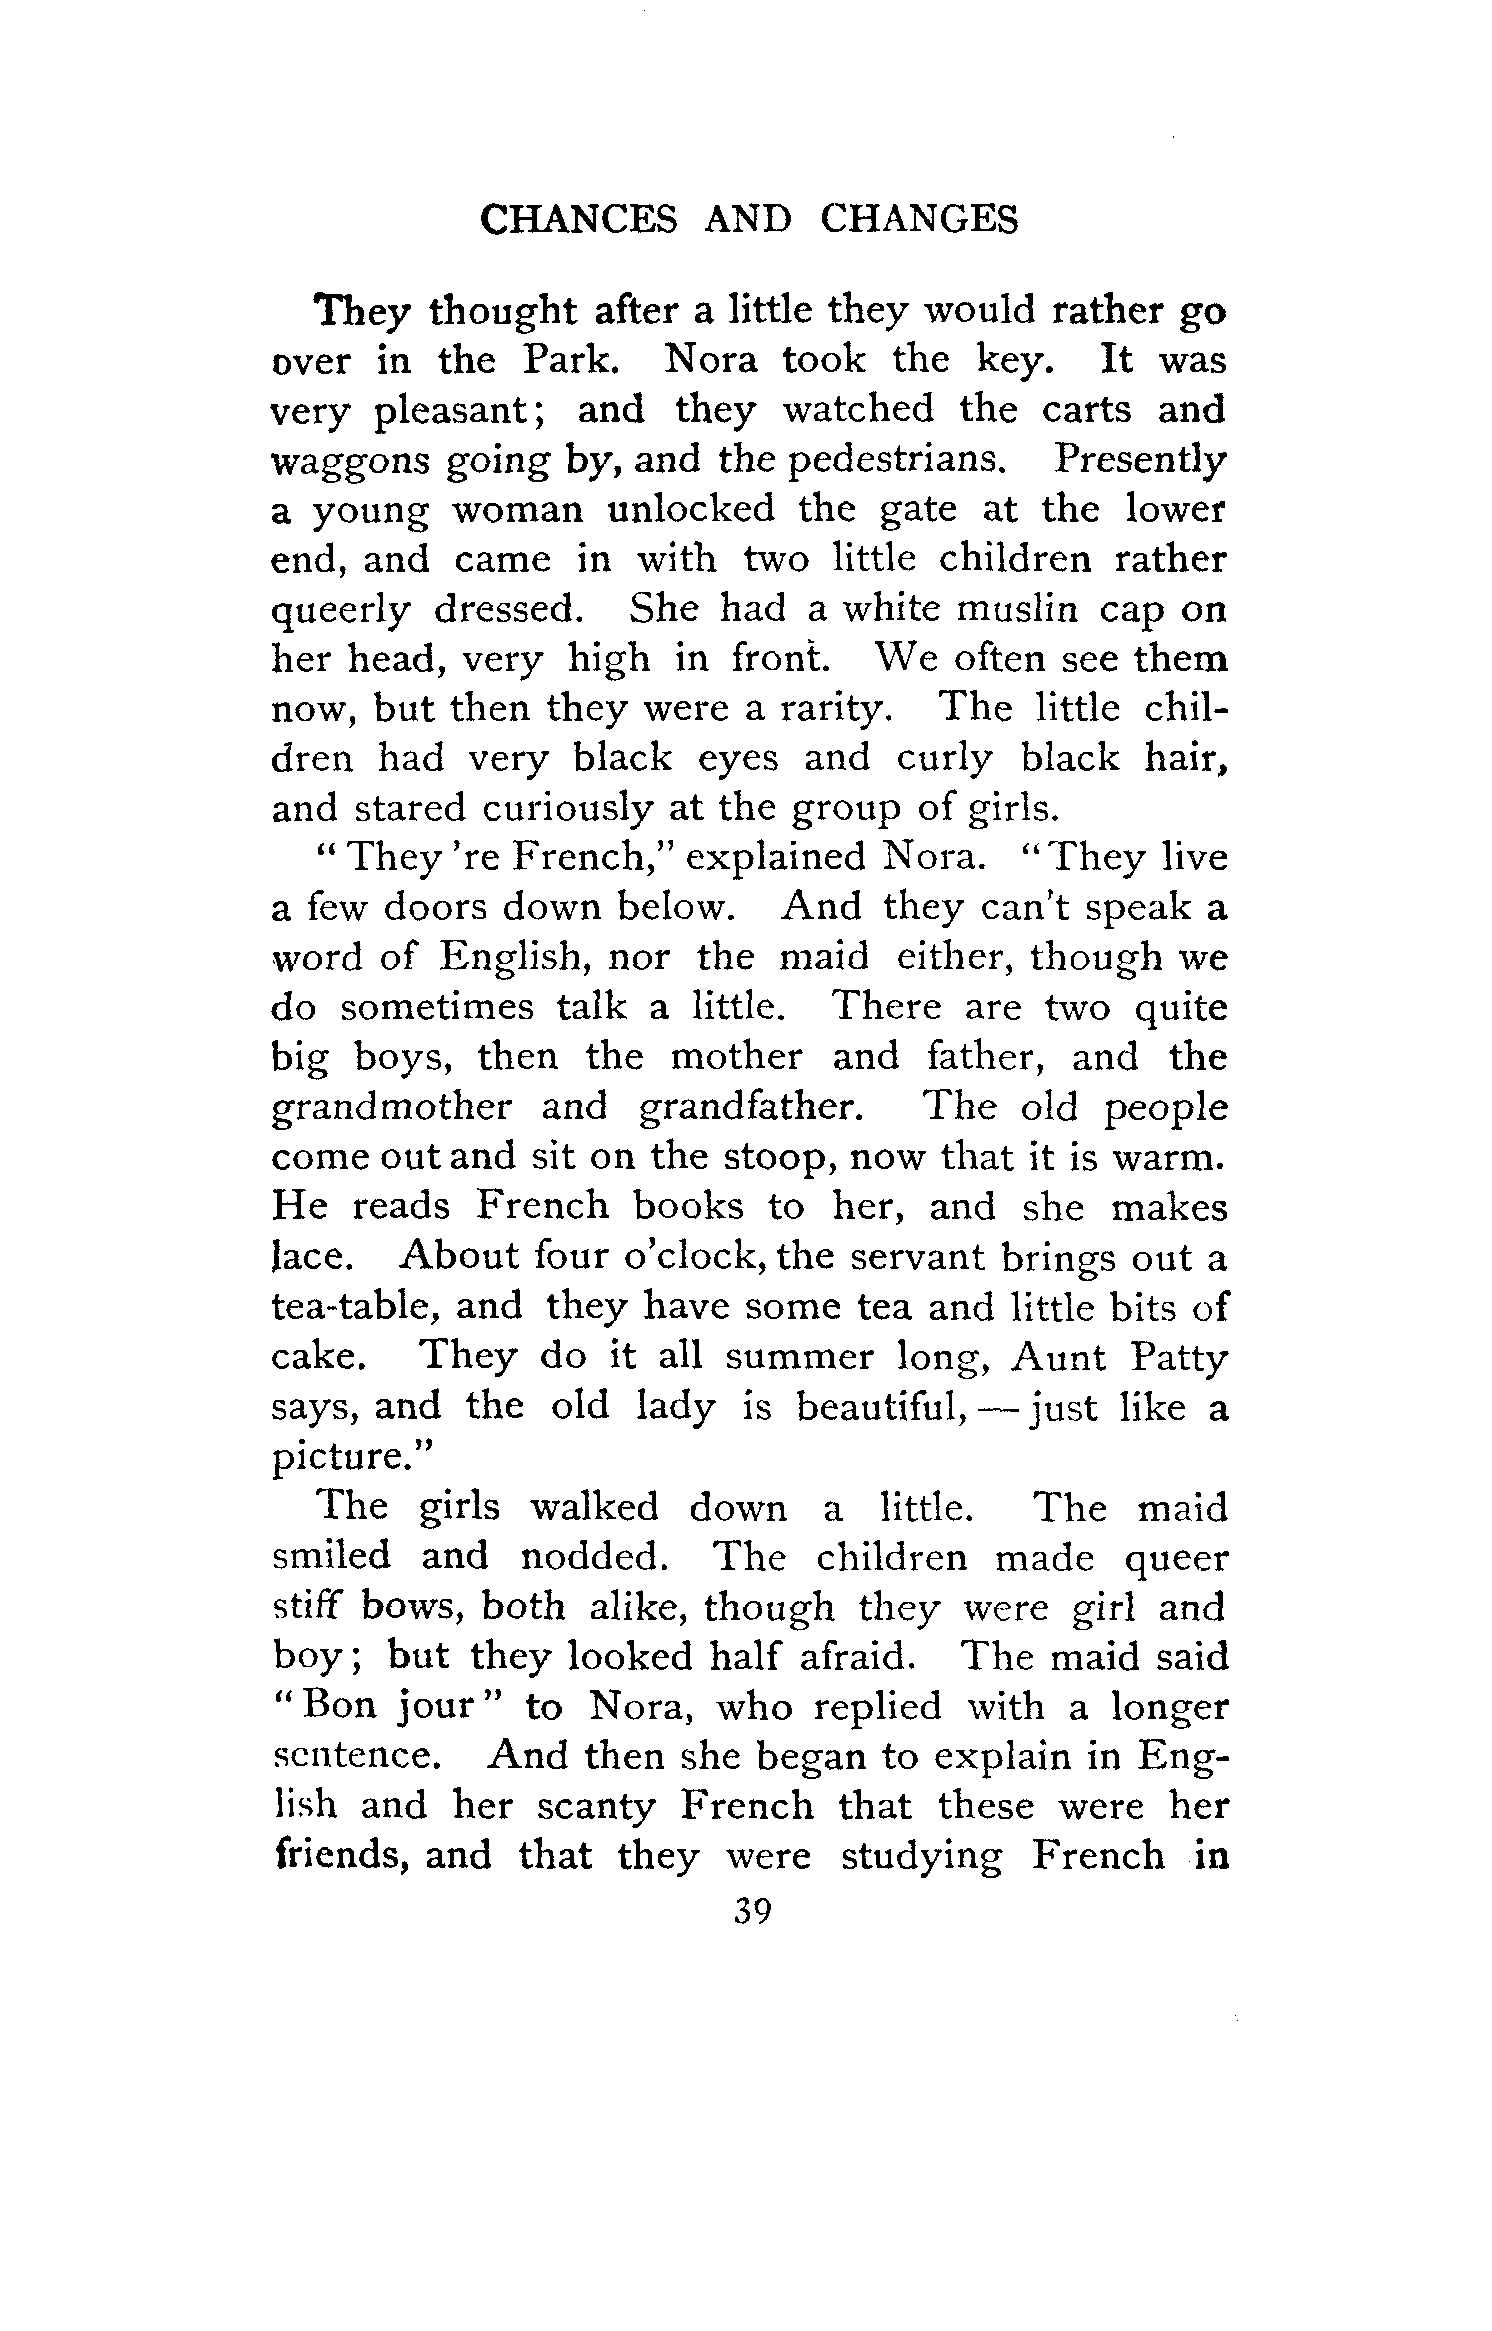 CHANCES AND CHANGES
They thought after a little they would rather go
over in the Park. Nora took the key. It was
very pleasant; and they watched the carts and
waggons going by, and the pedestrians. Presently
a young woman unlocked the gate at the lower
end, and came in with two little children rather
queerly dressed. She had a white muslin cap on
her head, very high in front. We often see them
now, but then they were a rarity. The little chil-
dren had very black eyes and curly black hair,
and stared curiously at the group of girls.
"They 're French," explained Nora. "They live
a few doors down below. And they can't speak a
word of English, nor the maid either, though we
do sometimes talk a little. There are two quite
big boys, then the mother and father, and the
grandmother and grandfather. The old people
come out and sit on the stoop, now that it is warm.
He reads French books to her, and she makes
lace. About four o'clock, the servant brings out a
tea-table, and they have some tea and little bits of
cake. They do it all summer long, Aunt Patty
says, and the old lady is beautiful, — just like a
picture."
The girls walked down a little. The maid
smiled and nodded. The children made queer
stiff bows, both alike, though they were girl and
boy; but they looked half afraid. The maid said
"Bon jour" to Nora, who replied with a longer
sentence. And then she began to explain in Eng-
lish and her scanty French that these were her
friends, and that they were studying French in
39